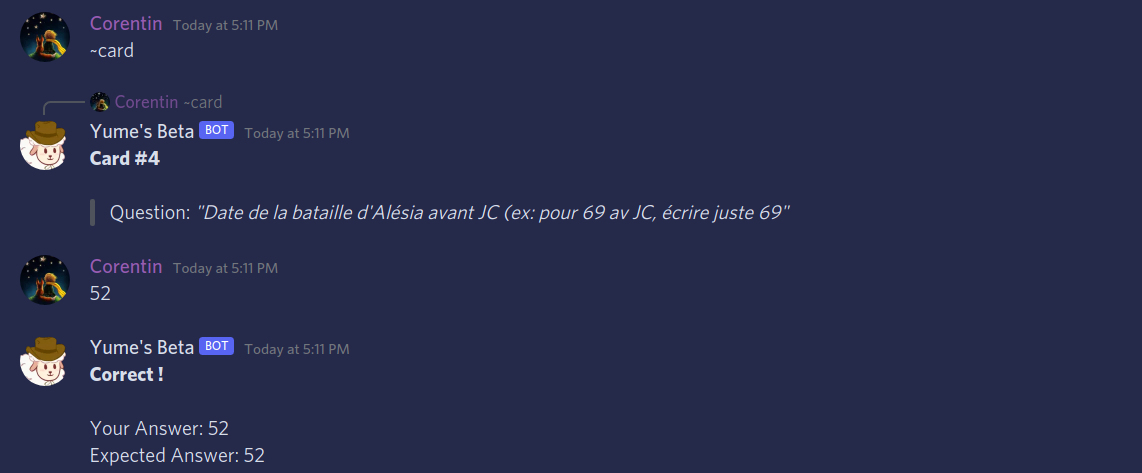 Corentin Today at 5:11 PM
~card
Corentin ~card
Yume's Beta BOT Today at 5:11 PM
Card #4
Question: "Date de la bataille d'Alésia avant JC (ex: pour 69 av JC, écrire juste 69"
Corentin Today at 5:11 PM
52
Yume's Beta BOT Today at 5:11 PM
Correct !
Your Answer: 52
Expected Answer: 52